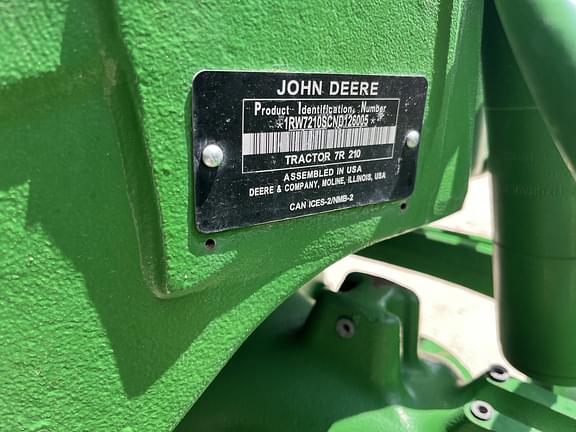 JOHN DEERE
Product Identification Number
*1RW7210SCND126005*
TRACTOR 7R 210
ASSEMBLED IN USA
DEERE & COMPANY, MOLINE, ILLINOIS, USA
CAN ICES-2/NMB-2